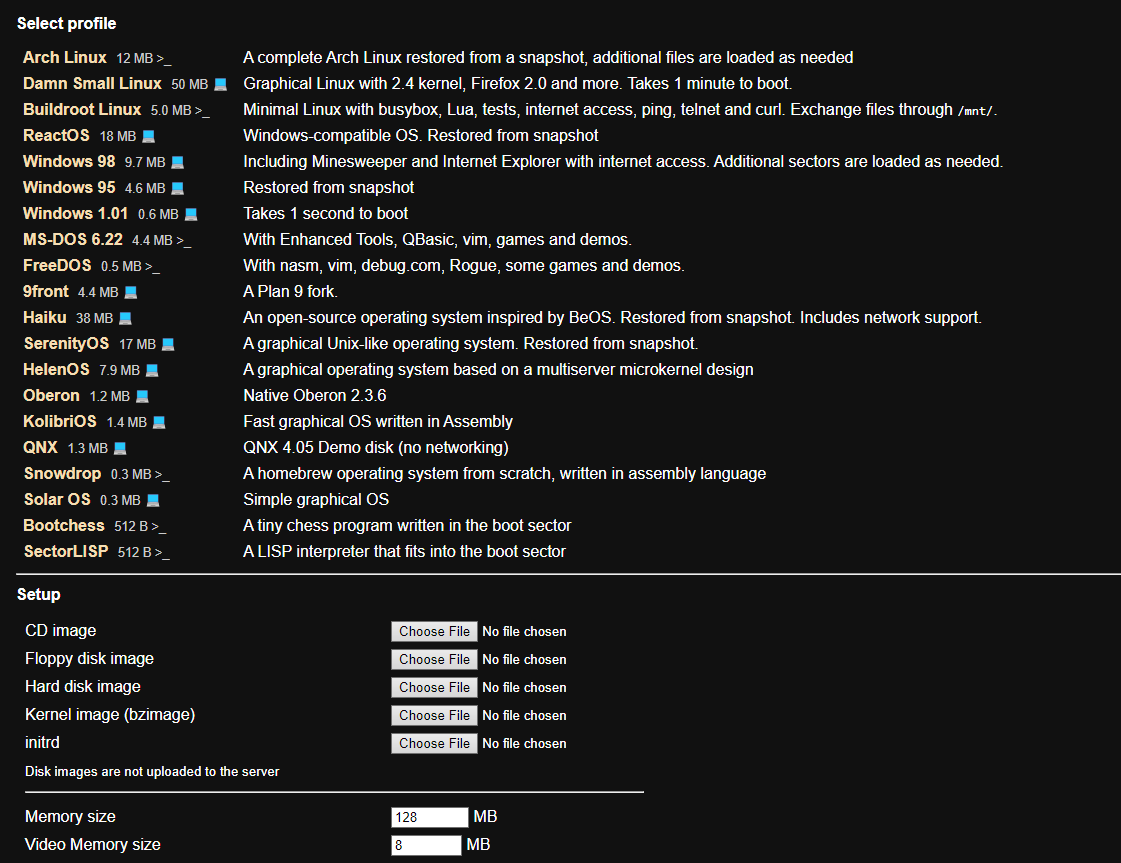 Select profile
Arch Linux 12 MB >_ A complete Arch Linux restored from a snapshot, additional files are loaded as needed
Damn Small Linux 50 MB 💻 Graphical Linux with 2.4 kernel, Firefox 2.0 and more. Takes 1 minute to boot.
Buildroot Linux 5.0 MB >_ Minimal Linux with busybox, Lua, tests, internet access, ping, telnet and curl. Exchange files through /mnt/.
ReactOS 18 MB 💻 Windows-compatible OS. Restored from snapshot
Windows 98 9.7 MB 💻 Including Minesweeper and Internet Explorer with internet access. Additional sectors are loaded as needed.
Windows 95 4.6 MB 💻 Restored from snapshot
Windows 1.01 0.6 MB 💻 Takes 1 second to boot
MS-DOS 6.22 4.4 MB >_ With Enhanced Tools, QBasic, vim, games and demos.
FreeDOS 0.5 MB >_ With nasm, vim, debug.com, Rogue, some games and demos.
9front 4.4 MB 💻 A Plan 9 fork.
Haiku 38 MB 💻 An open-source operating system inspired by BeOS. Restored from snapshot. Includes network support.
SerenityOS 17 MB 💻 A graphical Unix-like operating system. Restored from snapshot.
HelenOS 7.9 MB 💻 A graphical operating system based on a multiserver microkernel design
Oberon 1.2 MB 💻 Native Oberon 2.3.6
KolibriOS 1.4 MB 💻 Fast graphical OS written in Assembly
QNX 1.3 MB 💻 QNX 4.05 Demo disk (no networking)
Snowdrop 0.3 MB >_ A homebrew operating system from scratch, written in assembly language
Solar OS 0.3 MB 💻 Simple graphical OS
Bootchess 512 B >_ A tiny chess program written in the boot sector
SectorLISP 512 B >_ A LISP interpreter that fits into the boot sector
Setup
CD image Choose File No file chosen
Floppy disk image Choose File No file chosen
Hard disk image Choose File No file chosen
Kernel image (bzimage) Choose File No file chosen
initrd Choose File No file chosen
Disk images are not uploaded to the server
Memory size 128 MB
Video Memory size 8 MB